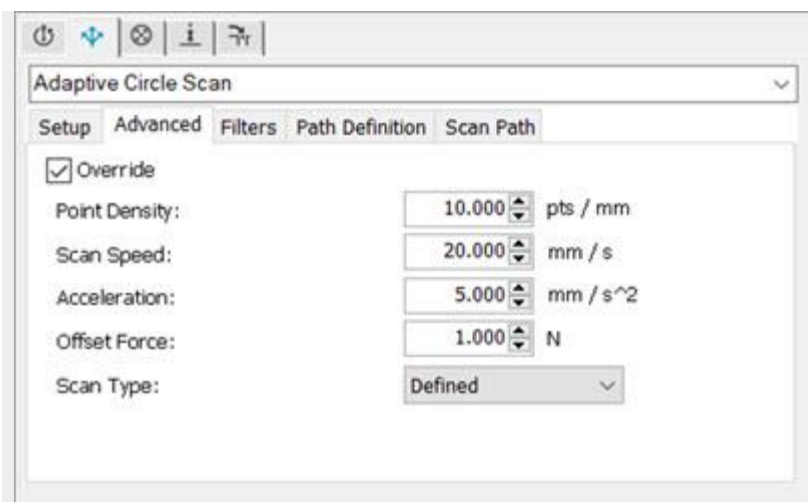 Adaptive Circle Scan
Setup Advanced Filters Path Definition Scan Path
Override
Point Density: 10.000 pts / mm
Scan Speed: 20.000 mm / s
Acceleration: 5.000 mm / s^2
Offset Force: 1.000 N
Scan Type: Defined